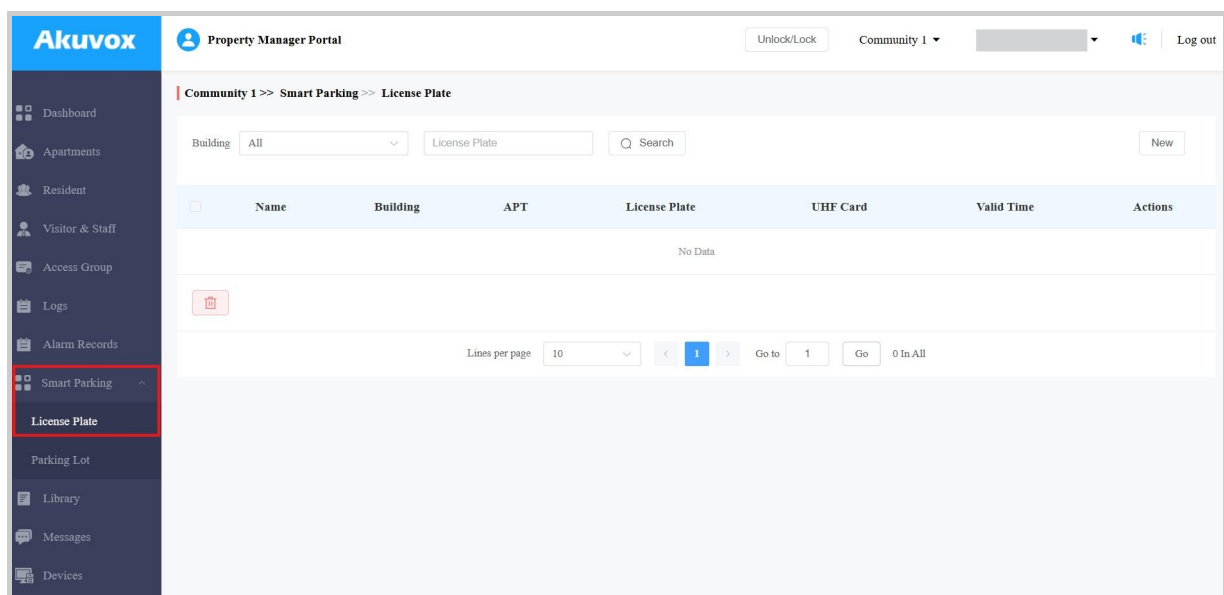 Akuvox
Property Manager Portal
Unlock/Lock
Community 1
Log out
Community 1 >> Smart Parking >> License Plate
Dashboard
Apartments
Resident
Visitor & Staff
Access Group
Logs
Alarm Records
Smart Parking
License Plate
Parking Lot
Library
Messages
Devices
Building All License Plate Search New
Name Building APT License Plate UHF Card Valid Time Actions
No Data
Lines per page 10 < 1 > Go to 1 Go 0 In All